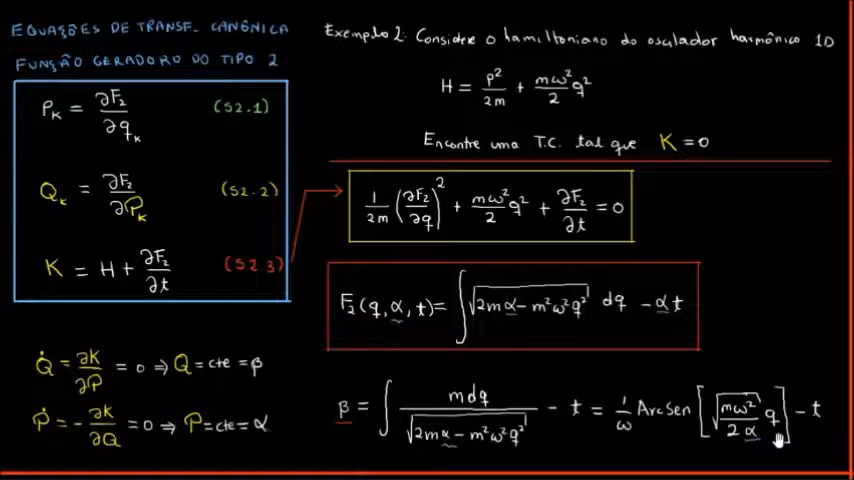 EQUAÇÕES DE TRANSF. CANÔNICA
FUNÇÃO GERADORO DO TIPO 2
P_K = ∂F₂/∂q_K (S2.1)
Q_K = ∂F₂/∂P_K (S2.2)
K = H + ∂F₂/∂t (S2.3)
Q̇ = ∂K/∂P = 0 ⇒ Q = cte = β
Ṗ = -∂K/∂Q = 0 ⇒ P = cte = α
Exemplo 2: Considere o hamiltoniano do oscilador harmônico 1D
H = p²/2m + mω²/2 q²
Encontre uma T.C. tal que K = 0
1/2m (∂F₂/∂q)² + mω²/2 q² + ∂F₂/∂t = 0
F₂(q, α, t) = ∫ √(2mα - m²ω²q²) dq - αt
β = ∫ mdq/√(2mα - m²ω²q²) - t = 1/ω ArcSen [√(mω²/2α) q] - t